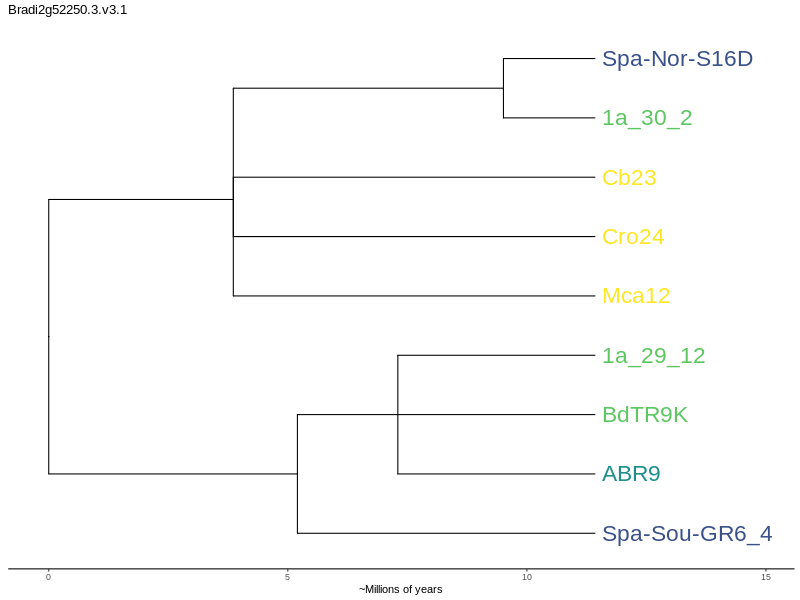 Bradi2g52250.3.v3.1
Spa-Nor-S16D
1a_30_2
Cb23
Cro24
Mca12
1a_29_12
BdTR9K
ABR9
Spa-Sou-GR6_4
0 5 10 15
~Millions of years